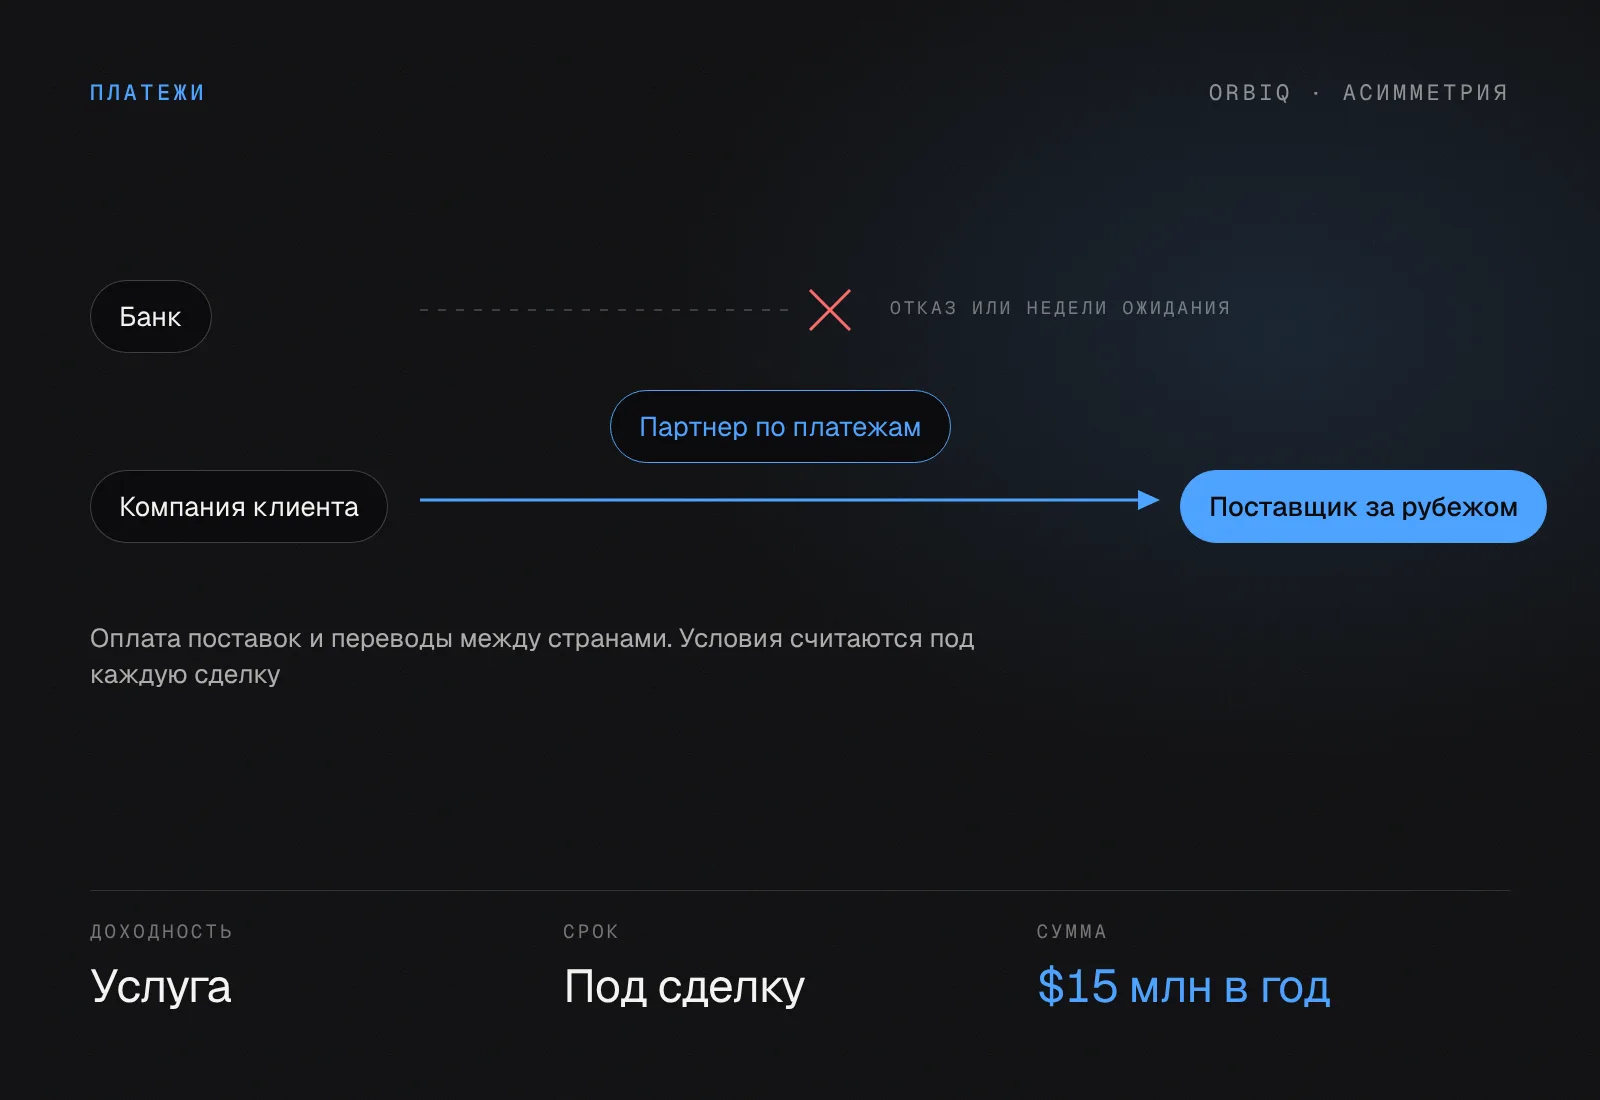 ПЛАТЕЖИ
ORBIQ · АСИММЕТРИЯ
Банк
ОТКАЗ ИЛИ НЕДЕЛИ ОЖИДАНИЯ
Партнер по платежам
Компания клиента
Поставщик за рубежом
Оплата поставок и переводы между странами. Условия считаются под
каждую сделку
ДОХОДНОСТЬ
Услуга
СРОК
Под сделку
СУММА
$15 млн в год